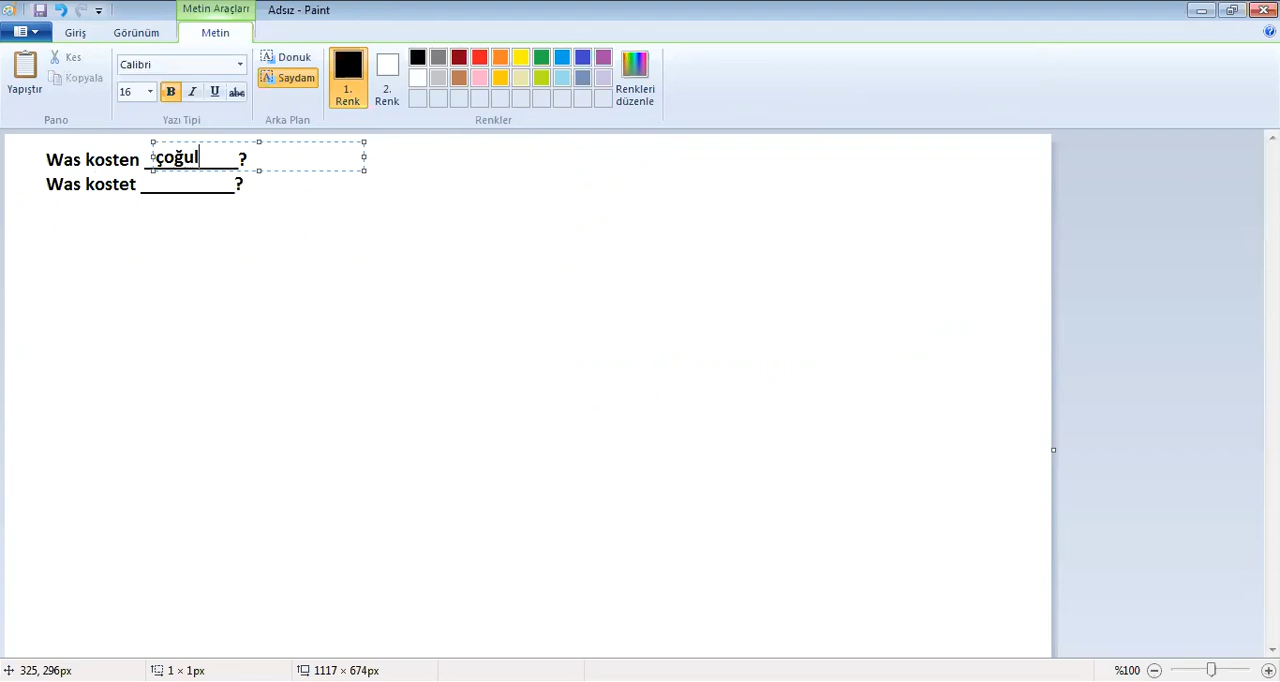 Metin Araçları
Adsız - Paint
Giriş
Görünüm
Metin
Yapıştır
Kes
Kopyala
Pano
Calibri
16
B I U abc
Yazı Tipi
Donuk
Saydam
Arka Plan
1. Renk
2. Renk
Renkleri düzenle
Renkler
Was kosten _çoğul____?
Was kostet __________?
325, 296px
1 × 1px
1117 × 674px
%100